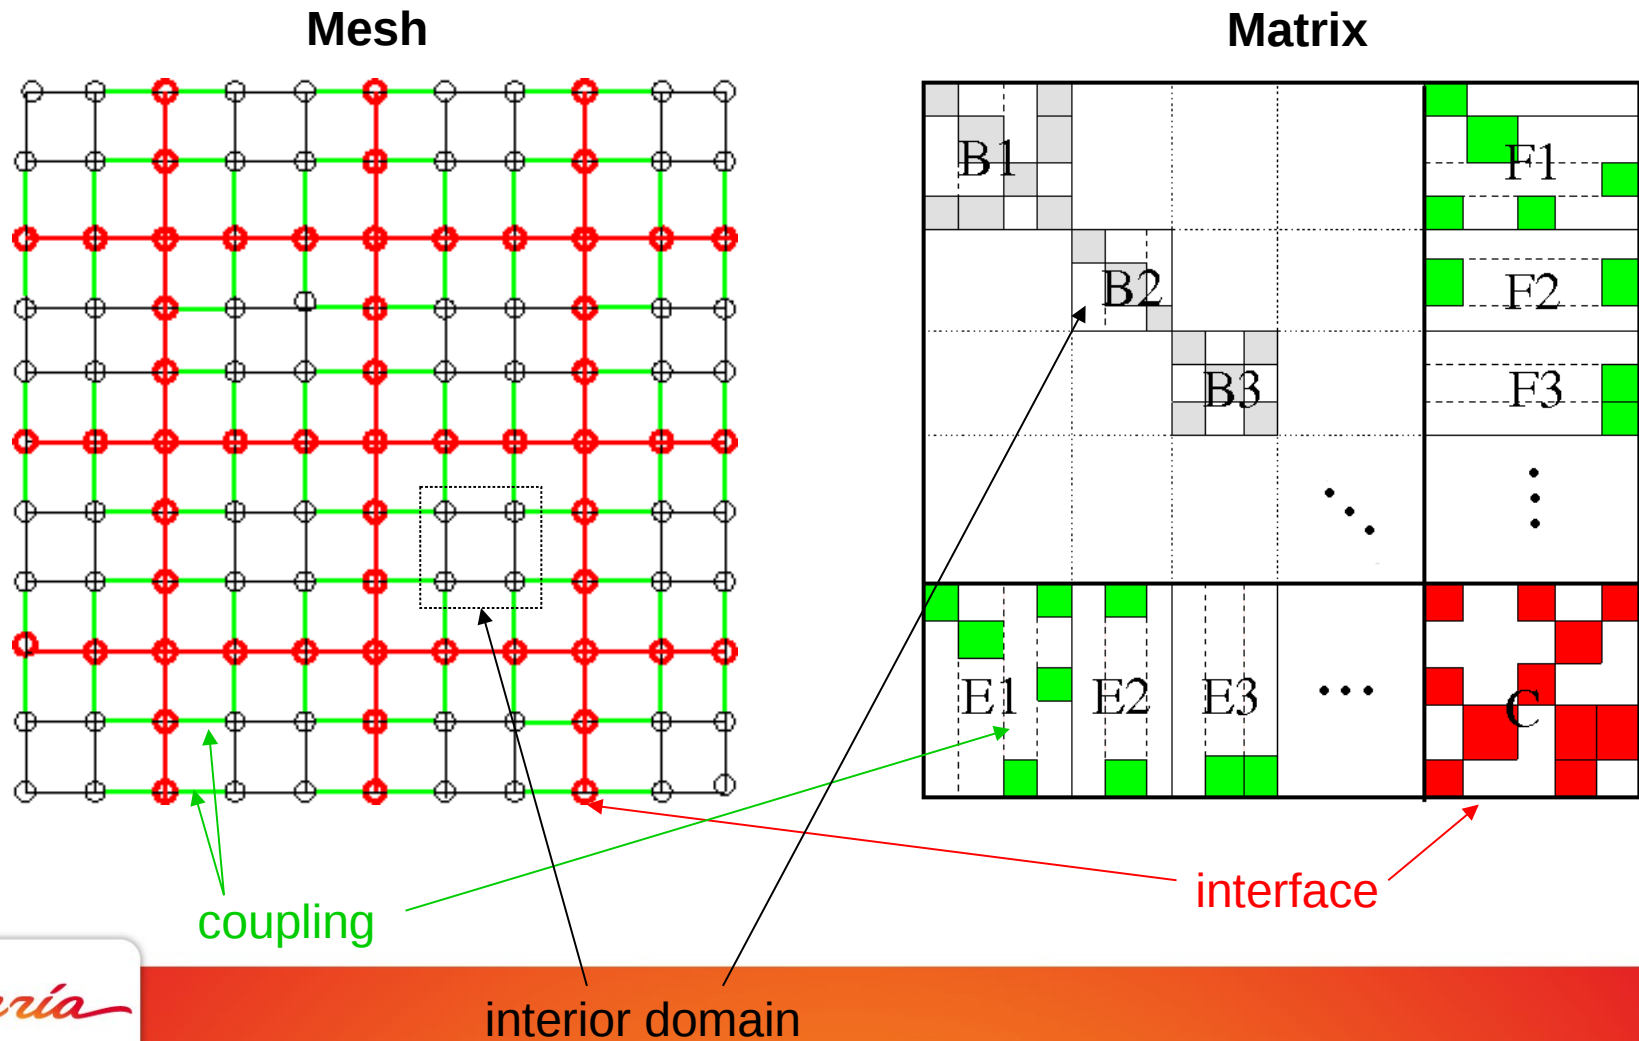 Mesh
Matrix
B1
F1
B2
F2
B3
F3
E1
E2
E3
C
coupling
interface
interior domain